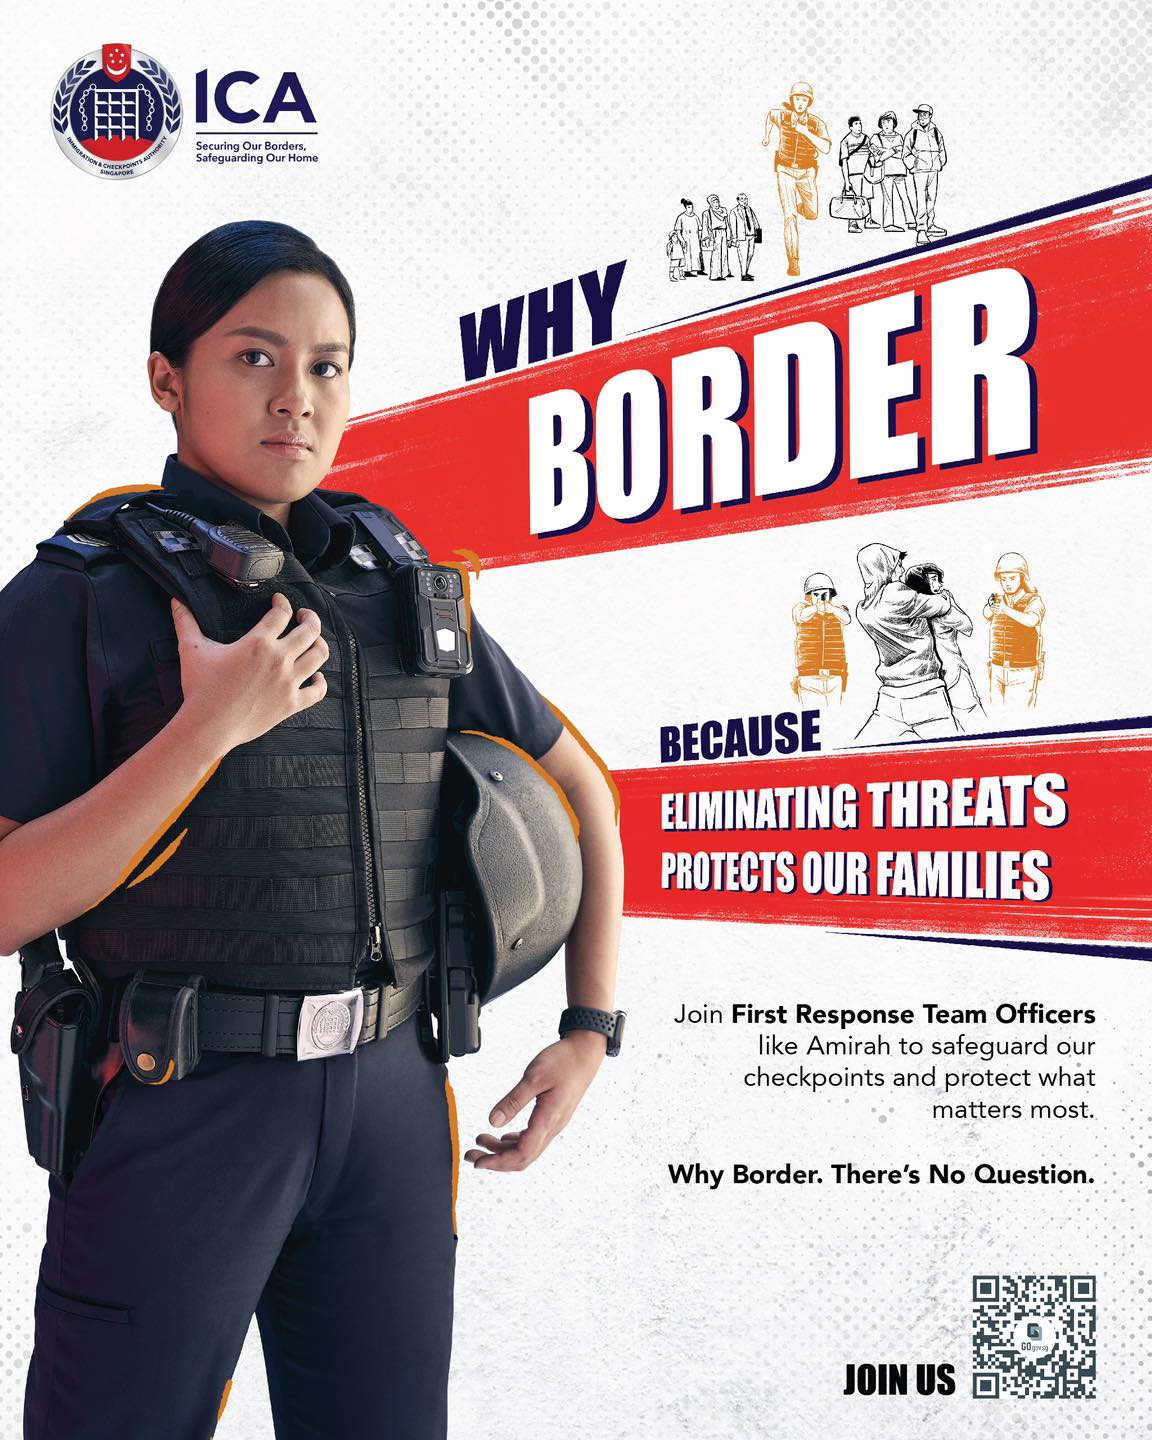 IMMIGRATION & CHECKPOINTS AUTHORITY
SINGAPORE
ICA
Securing Our Borders,
Safeguarding Our Home
WHY
BORDER
BECAUSE
ELIMINATING THREATS
PROTECTS OUR FAMILIES
Join First Response Team Officers
like Amirah to safeguard our
checkpoints and protect what
matters most.
Why Border. There’s No Question.
JOIN US
GO gov.sg